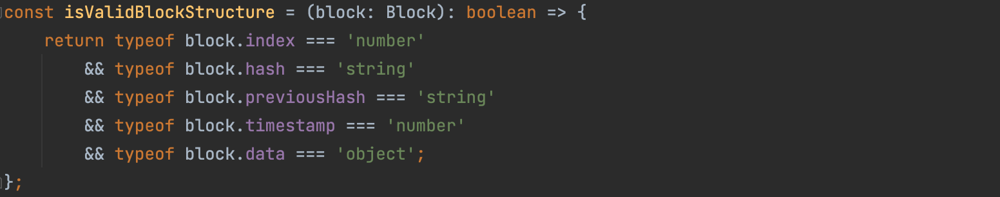 const isValidBlockStructure = (block: Block): boolean => {
    return typeof block.index === 'number'
        && typeof block.hash === 'string'
        && typeof block.previousHash === 'string'
        && typeof block.timestamp === 'number'
        && typeof block.data === 'object';
};